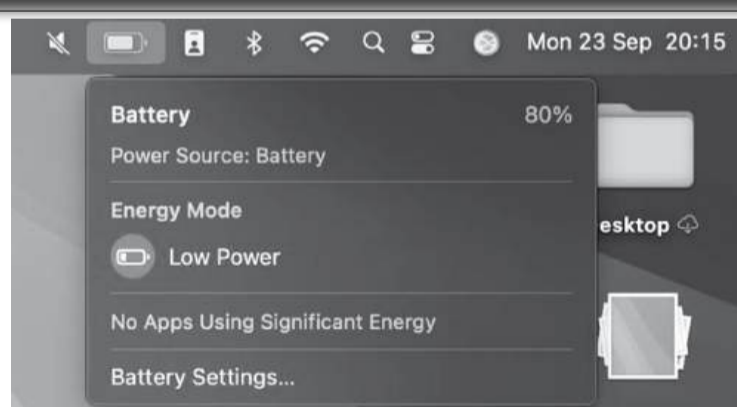 Mon 23 Sep 20:15
Battery 80%
Power Source: Battery
Energy Mode
Low Power
No Apps Using Significant Energy
Battery Settings...
esktop